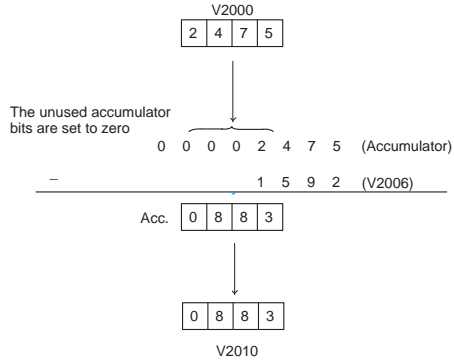 V2000
2 4 7 5
The unused accumulator
bits are set to zero
0 0 0 0 2 4 7 5 (Accumulator)
– 1 5 9 2 (V2006)
Acc. 0 8 8 3
0 8 8 3
V2010